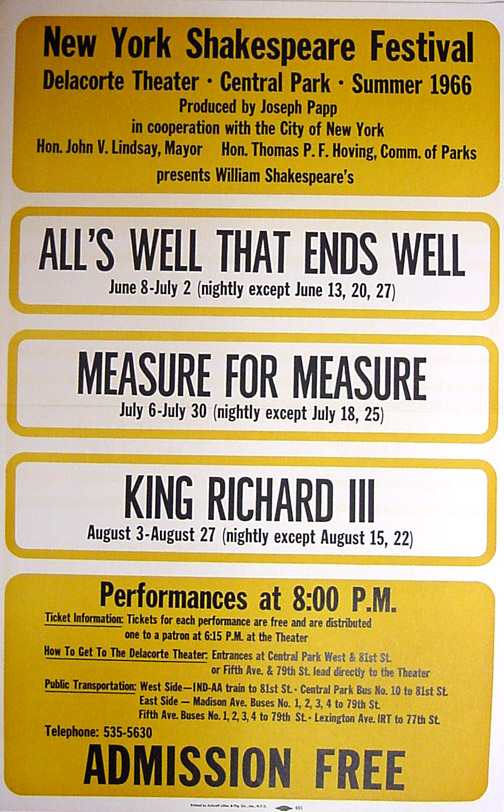 New York Shakespeare Festival
Delacorte Theater · Central Park · Summer 1966
Produced by Joseph Papp
in cooperation with the City of New York
Hon. John V. Lindsay, Mayor Hon. Thomas P. F. Hoving, Comm. of Parks
presents William Shakespeare's
ALL'S WELL THAT ENDS WELL
June 8-July 2 (nightly except June 13, 20, 27)
MEASURE FOR MEASURE
July 6-July 30 (nightly except July 18, 25)
KING RICHARD III
August 3-August 27 (nightly except August 15, 22)
Performances at 8:00 P.M.
Ticket Information: Tickets for each performance are free and are distributed
one to a patron at 6:15 P.M. at the Theater
How To Get To The Delacorte Theater: Entrances at Central Park West & 81st St.
or Fifth Ave. & 79th St. lead directly to the Theater
Public Transportation: West Side—IND-AA train to 81st St. · Central Park Bus No. 10 to 81st St.
East Side — Madison Ave. Buses No. 1, 2, 3, 4 to 79th St.
Fifth Ave. Buses No. 1, 2, 3, 4 to 79th St. · Lexington Ave. IRT to 77th St.
Telephone: 535-5630
ADMISSION FREE